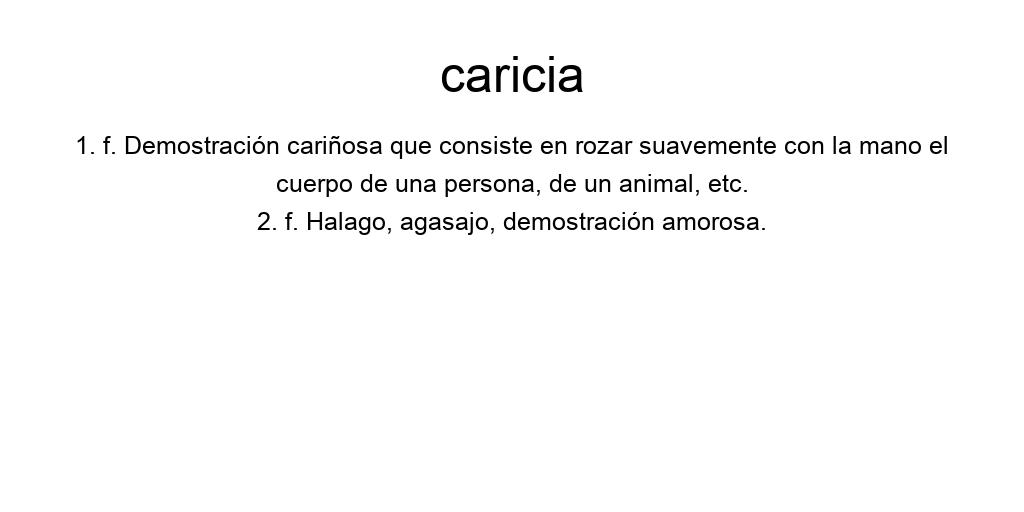 caricia
1. f. Demostración cariñosa que consiste en rozar suavemente con la mano el
cuerpo de una persona, de un animal, etc.
2. f. Halago, agasajo, demostración amorosa.